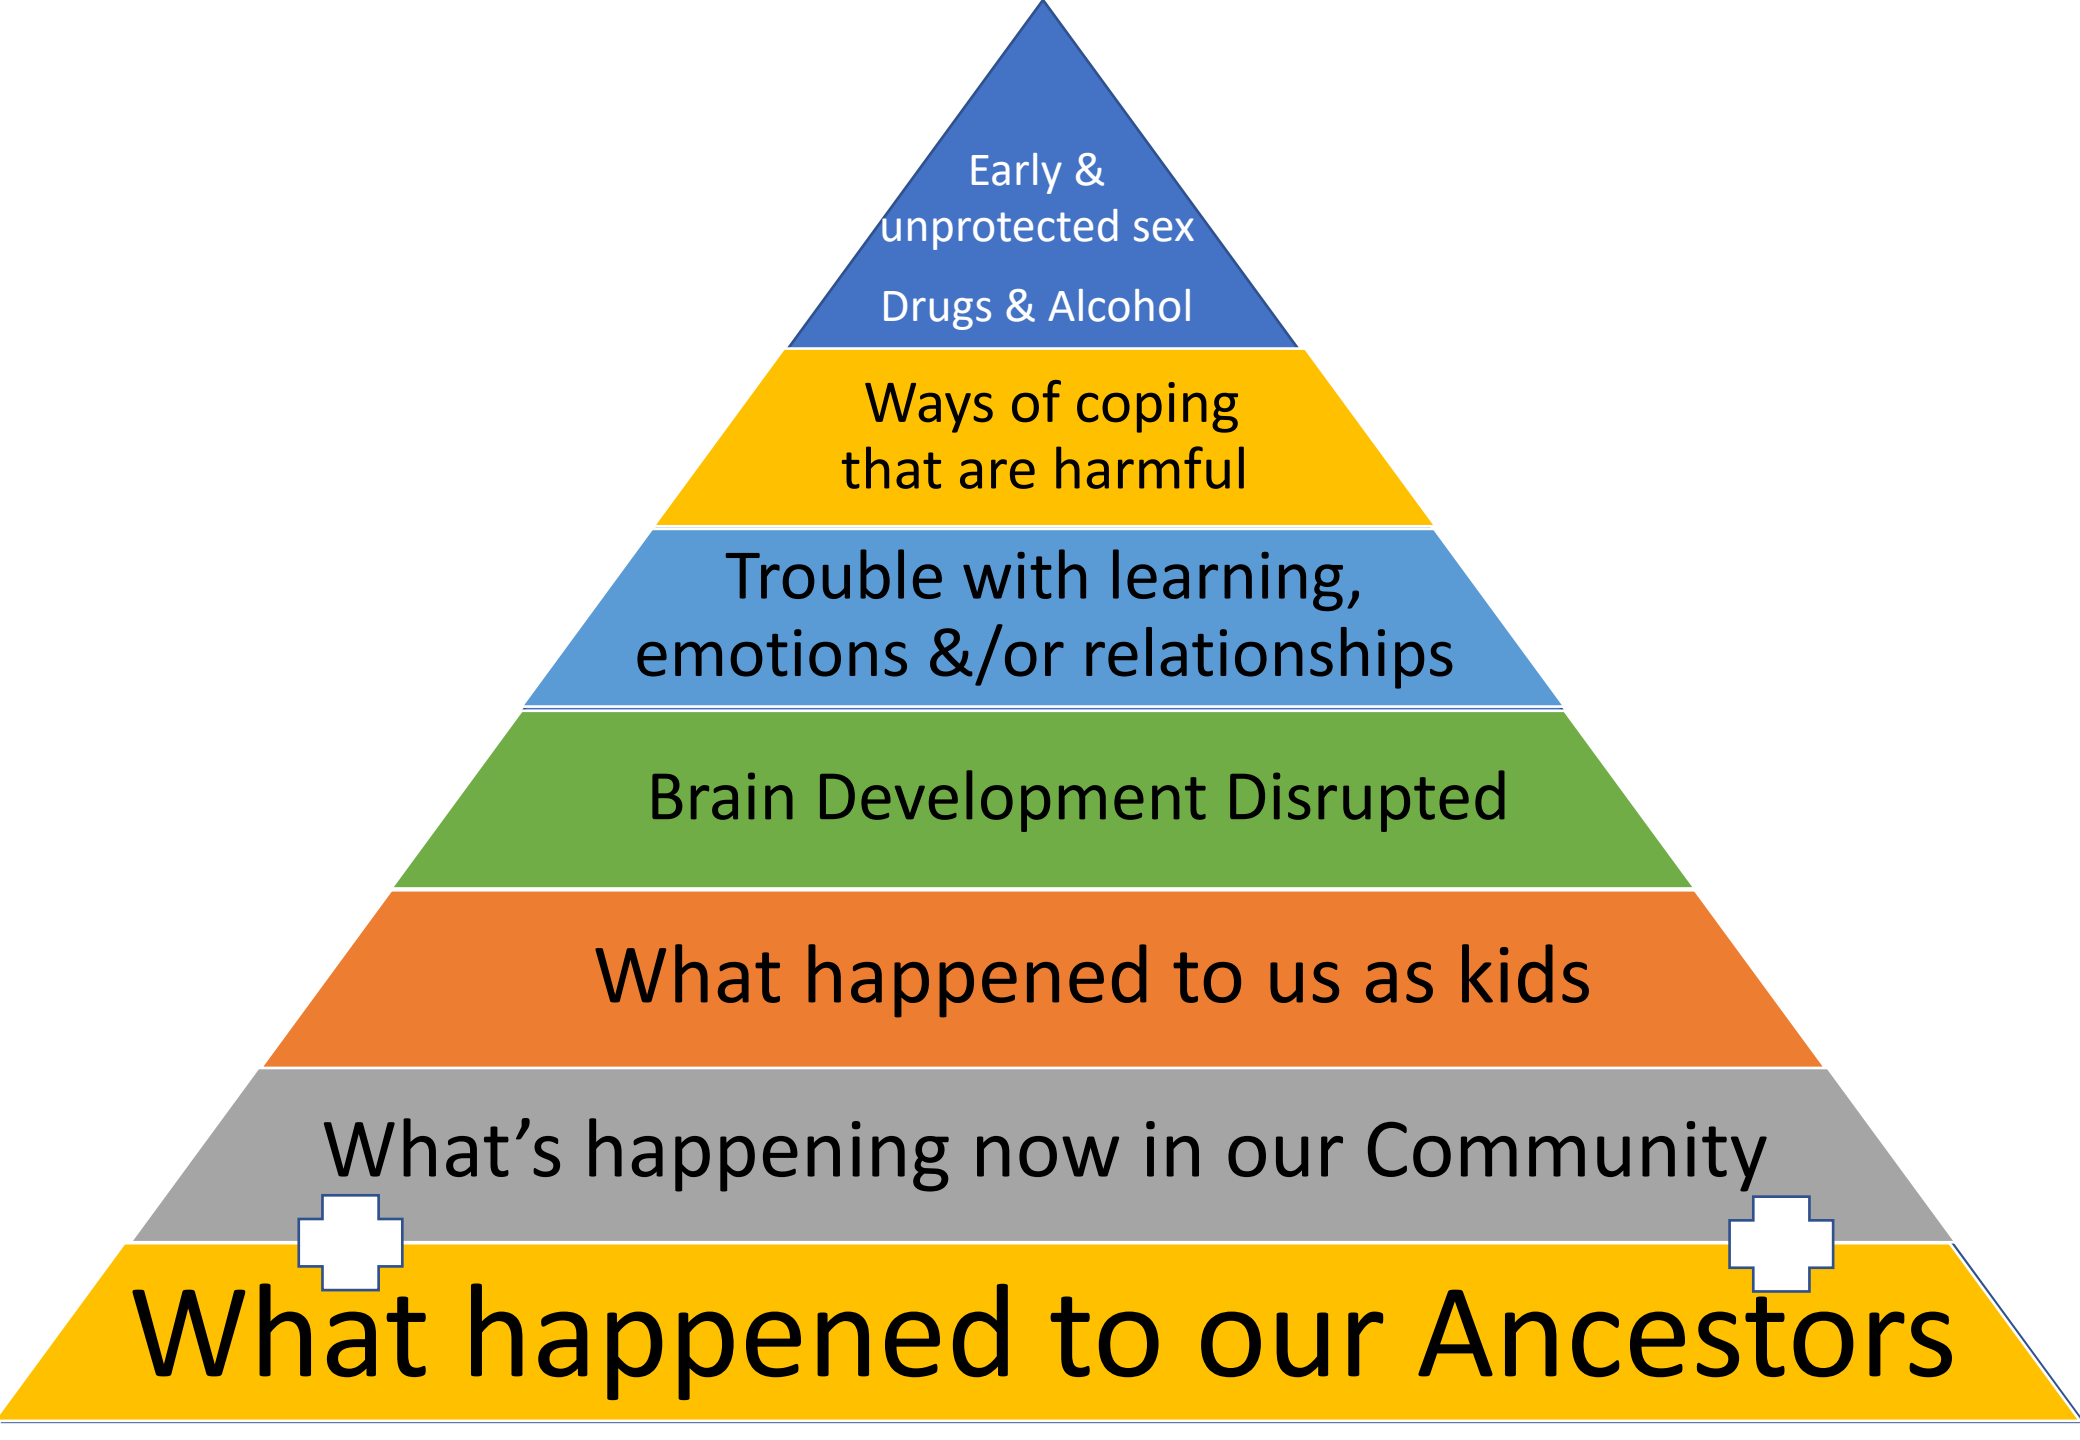 Early &
unprotected sex
Drugs & Alcohol
Ways of coping
that are harmful
Trouble with learning,
emotions &/or relationships
Brain Development Disrupted
What happened to us as kids
What’s happening now in our Community
What happened to our Ancestors